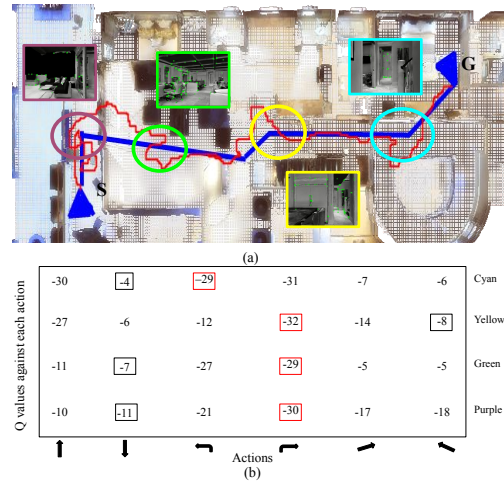 G
S
(a)
Q values against each action
-30 -4 -29 -31 -7 -6 Cyan
-27 -6 -12 -32 -14 -8 Yellow
-11 -7 -27 -29 -5 -5 Green
-10 -11 -21 -30 -17 -18 Purple
Actions
(b)